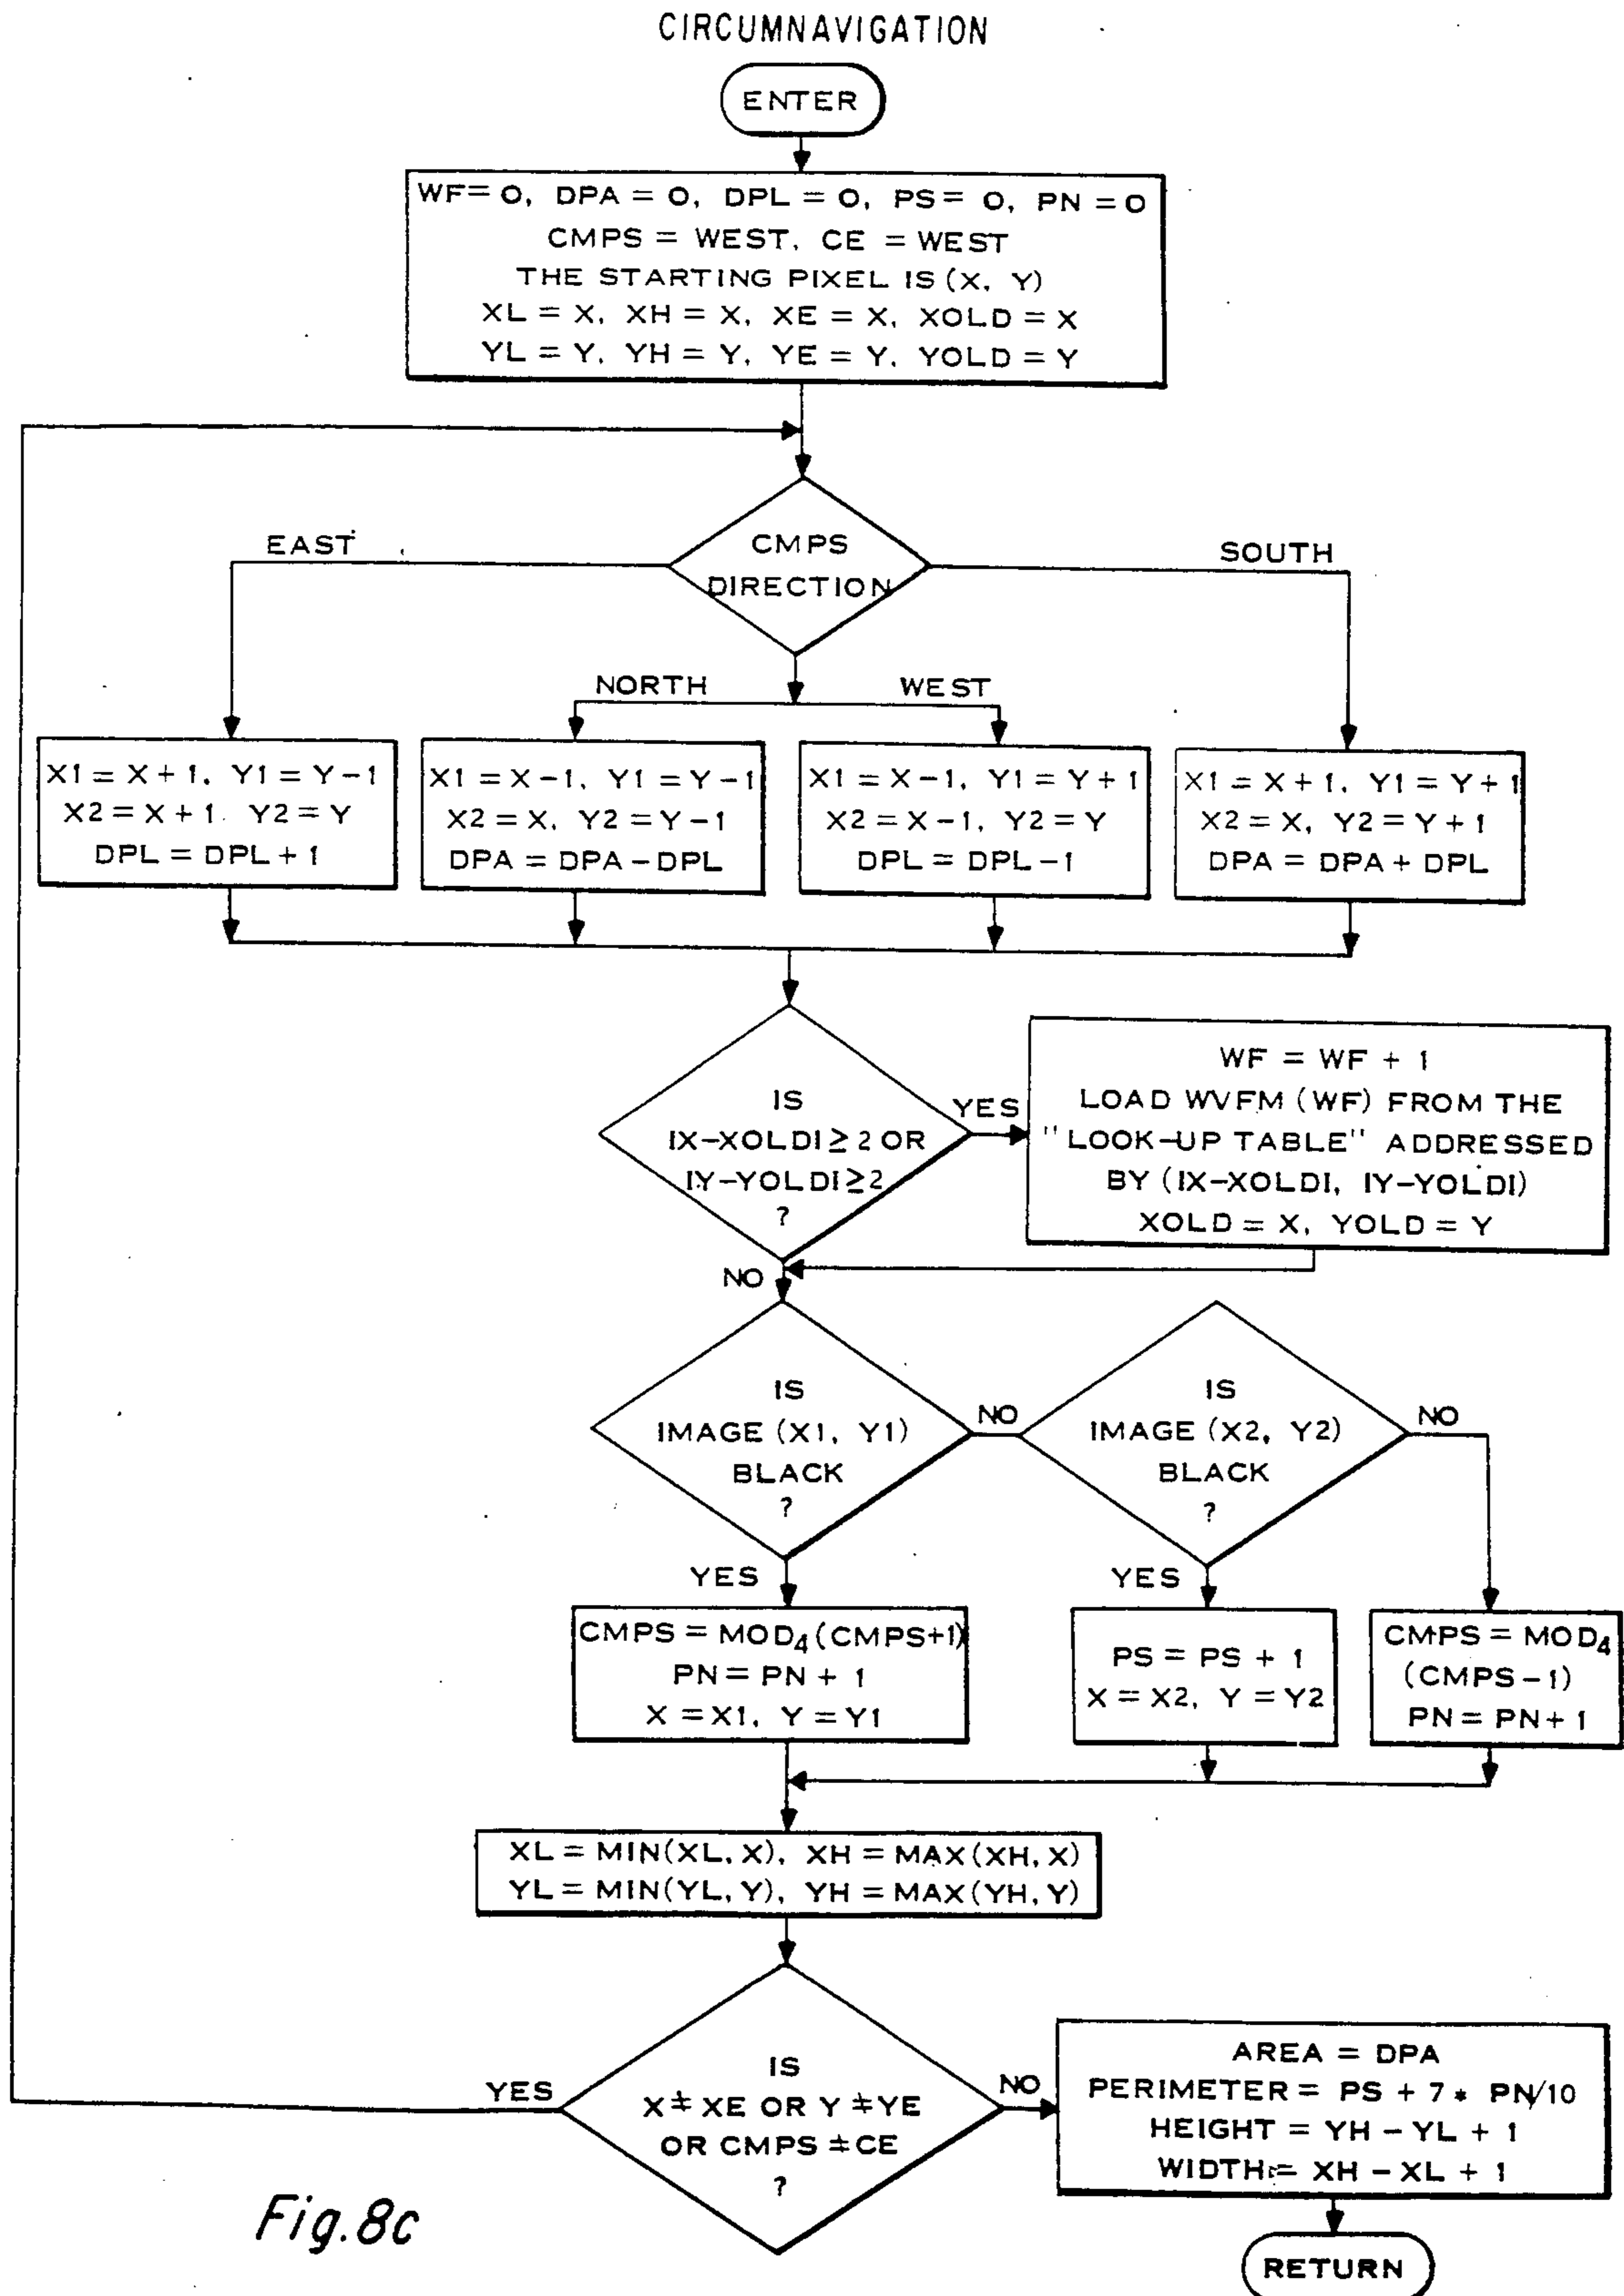 CIRCUMNAVIGATION
ENTER
WF= 0, DPA = 0, DPL = 0, PS= 0, PN = 0
CMPS = WEST, CE = WEST
THE STARTING PIXEL IS (X, Y)
XL = X, XH = X, XE = X, XOLD = X
YL = Y, YH = Y, YE = Y, YOLD = Y
CMPS
DIRECTION
EAST
SOUTH
NORTH
WEST
X1 = X + 1, Y1 = Y - 1
X2 = X + 1. Y2 = Y
DPL = DPL + 1
X1 = X - 1, Y1 = Y - 1
X2 = X, Y2 = Y - 1
DPA = DPA - DPL
X1 = X - 1, Y1 = Y + 1
X2 = X - 1, Y2 = Y
DPL = DPL - 1
X1 = X + 1, Y1 = Y + 1
X2 = X, Y2 = Y + 1
DPA = DPA + DPL
IS
IX-XOLDI ≥ 2 OR
IY-YOLDI ≥ 2
?
YES
WF = WF + 1
LOAD WVFM (WF) FROM THE
"LOOK-UP TABLE" ADDRESSED
BY (IX-XOLDI, IY-YOLDI)
XOLD = X, YOLD = Y
NO
IS
IMAGE (X1, Y1)
BLACK
?
NO
IS
IMAGE (X2, Y2)
BLACK
?
NO
YES
YES
CMPS = MOD₄ (CMPS+1)
PN = PN + 1
X = X1, Y = Y1
PS = PS + 1
X = X2, Y = Y2
CMPS = MOD₄
(CMPS - 1)
PN = PN + 1
XL = MIN(XL, X), XH = MAX(XH, X)
YL = MIN(YL, Y), YH = MAX(YH, Y)
YES
IS
X ≠ XE OR Y ≠ YE
OR CMPS ≠ CE
?
NO
AREA = DPA
PERIMETER = PS + 7 * PN/10
HEIGHT = YH - YL + 1
WIDTH = XH - XL + 1
RETURN
Fig.8c